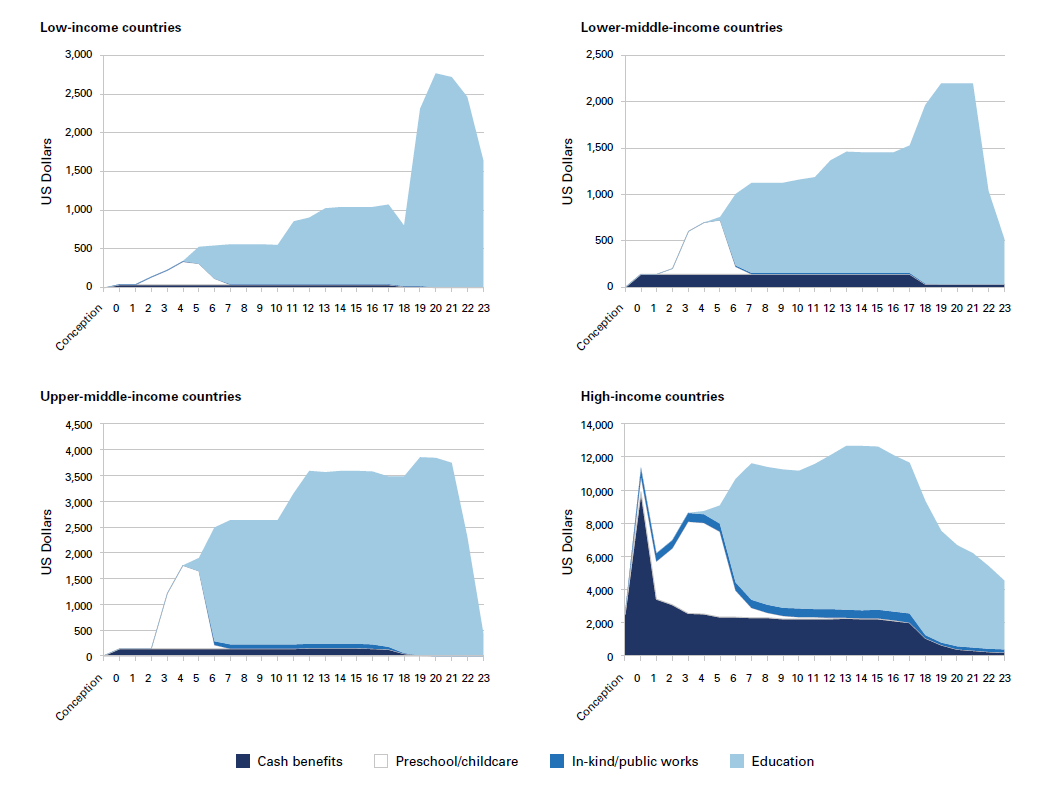 Low-income countries
3,000
2,500
2,000
1,500
1,000
500
0
US Dollars
Conception 0 1 2 3 4 5 6 7 8 9 10 11 12 13 14 15 16 17 18 19 20 21 22 23
Lower-middle-income countries
2,500
2,000
1,500
1,000
500
0
US Dollars
Conception 0 1 2 3 4 5 6 7 8 9 10 11 12 13 14 15 16 17 18 19 20 21 22 23
Upper-middle-income countries
4,500
4,000
3,500
3,000
2,500
2,000
1,500
1,000
500
0
US Dollars
Conception 0 1 2 3 4 5 6 7 8 9 10 11 12 13 14 15 16 17 18 19 20 21 22 23
High-income countries
14,000
12,000
10,000
8,000
6,000
4,000
2,000
0
US Dollars
Conception 0 1 2 3 4 5 6 7 8 9 10 11 12 13 14 15 16 17 18 19 20 21 22 23
Cash benefits Preschool/childcare In-kind/public works Education